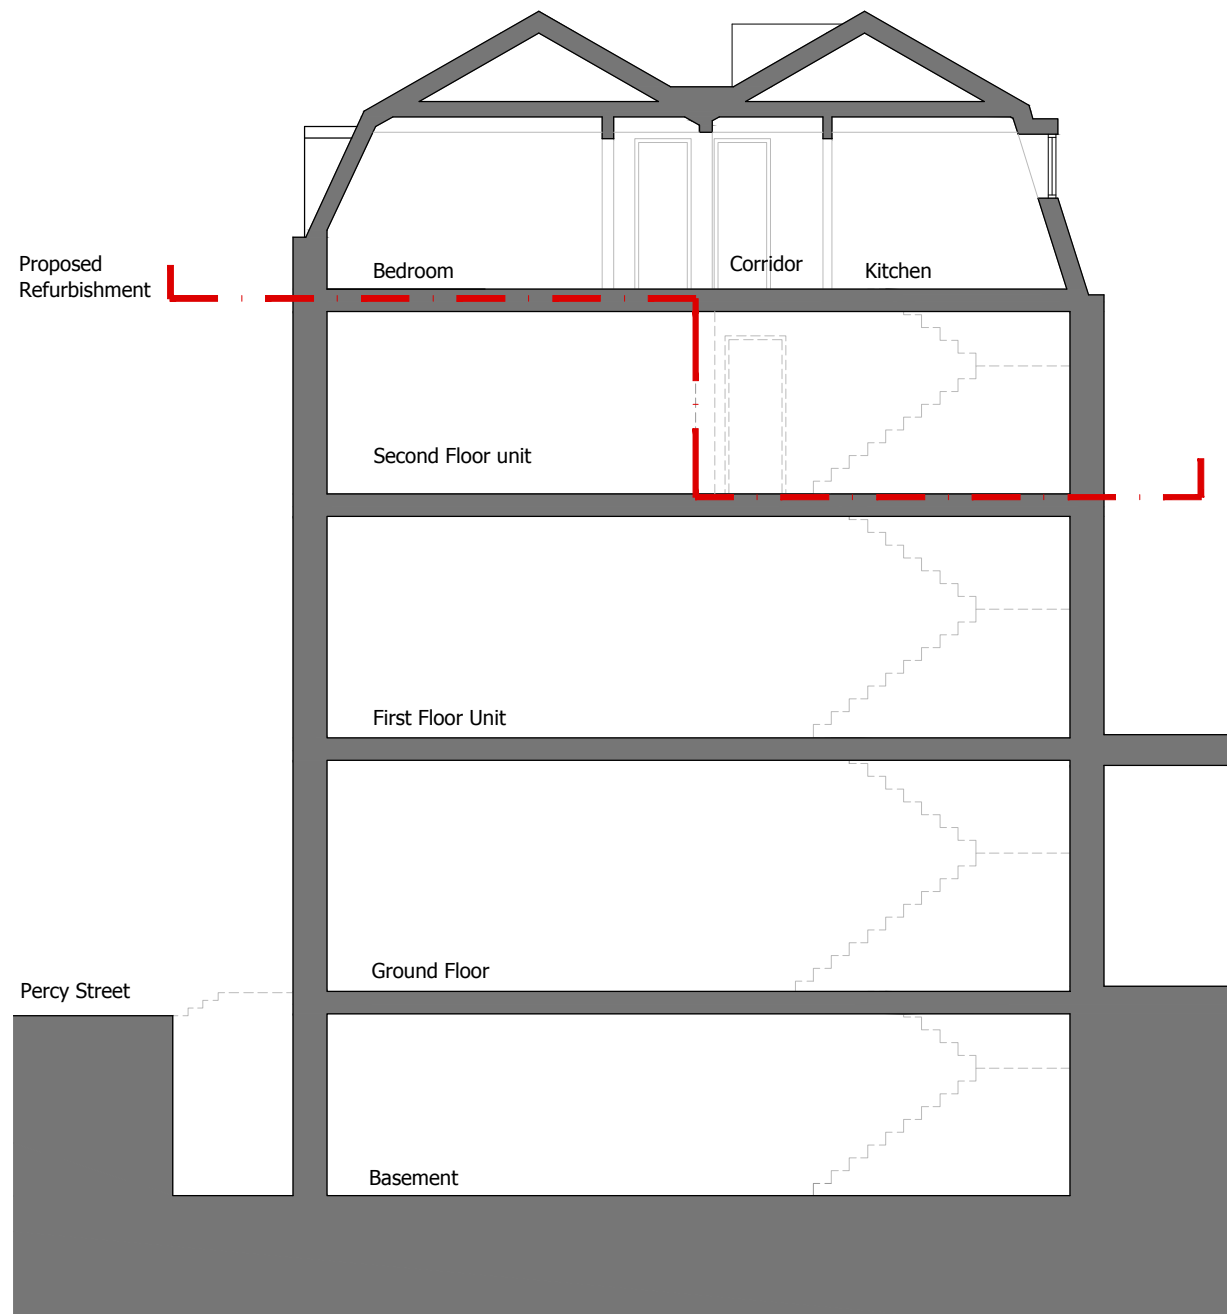 Proposed
Refurbishment
Bedroom
Corridor
Kitchen
Second Floor unit
First Floor Unit
Ground Floor
Percy Street
Basement